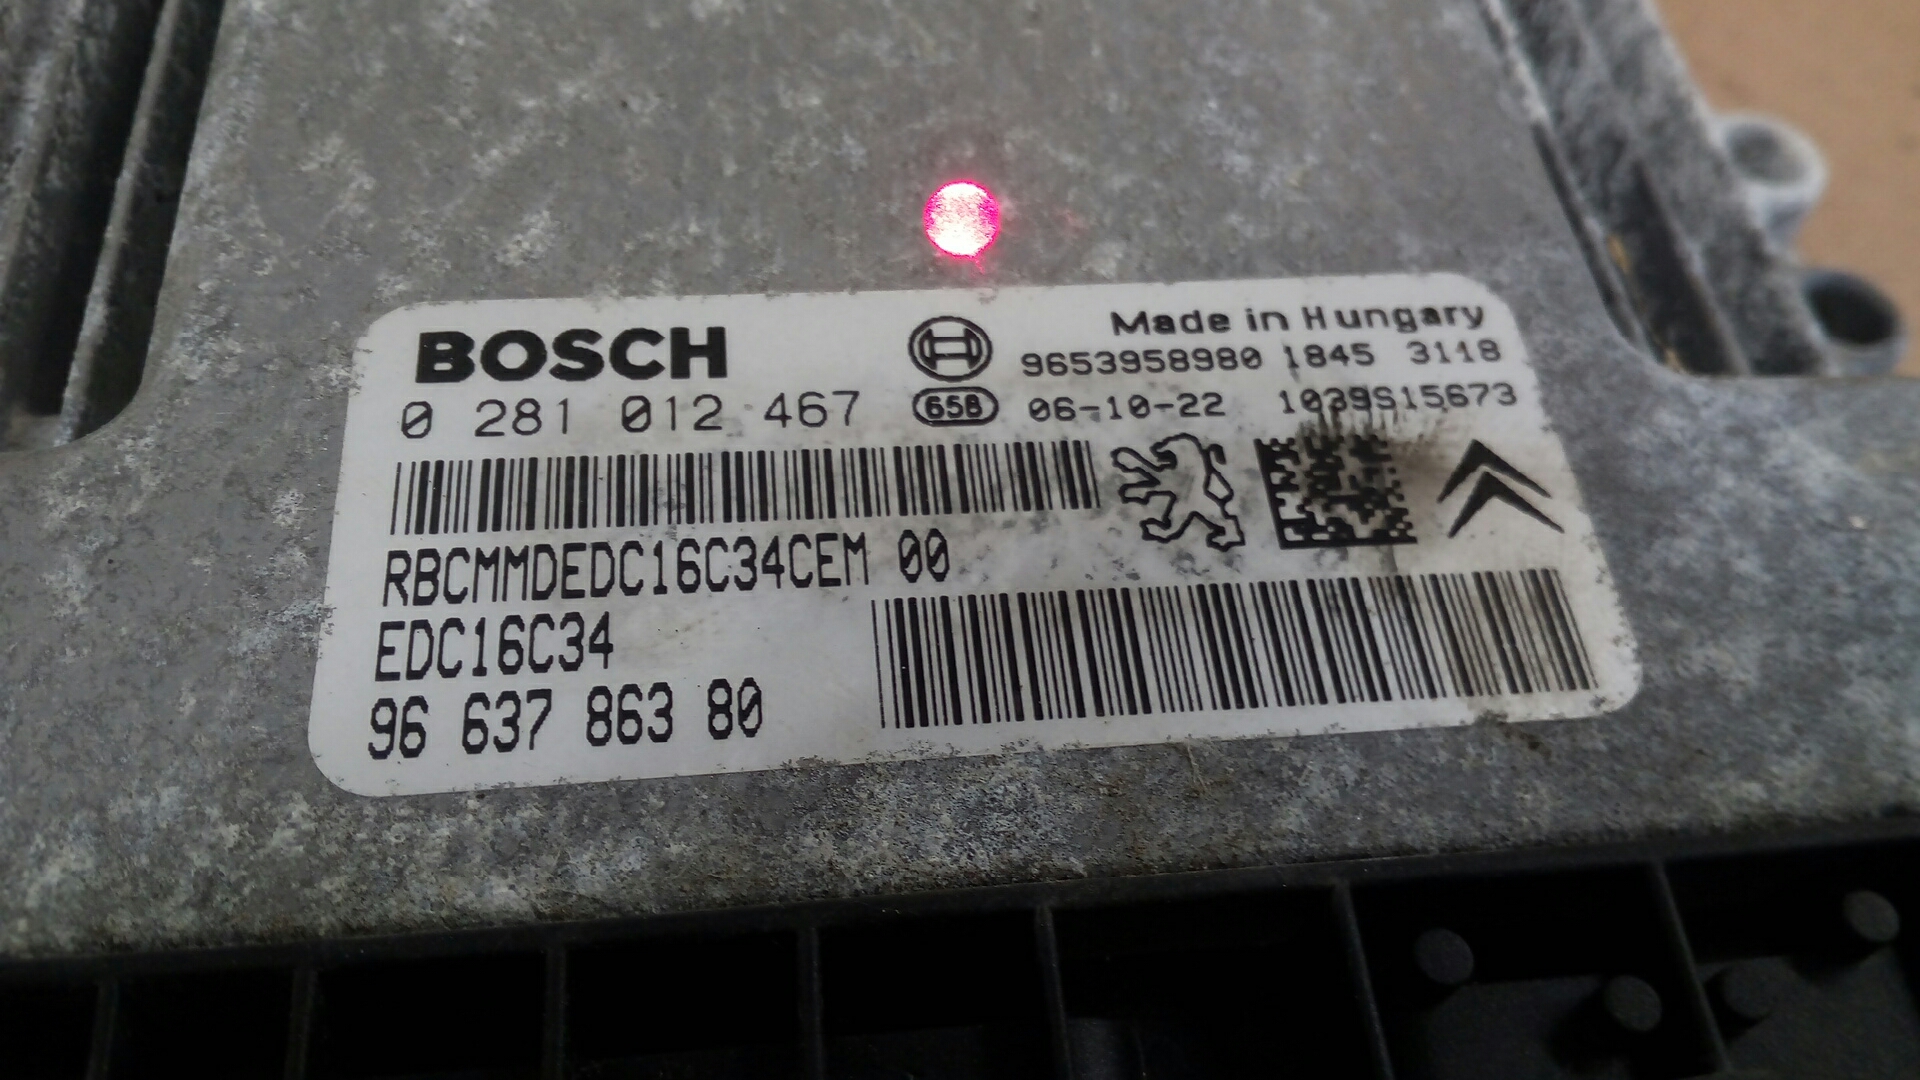 BOSCH
Made in Hungary
9653958980 1845 3118
0 281 012 467
658
06-10-22
1039S15673
RBCMMDEDC16C34CEM 00
EDC16C34
96 637 863 80